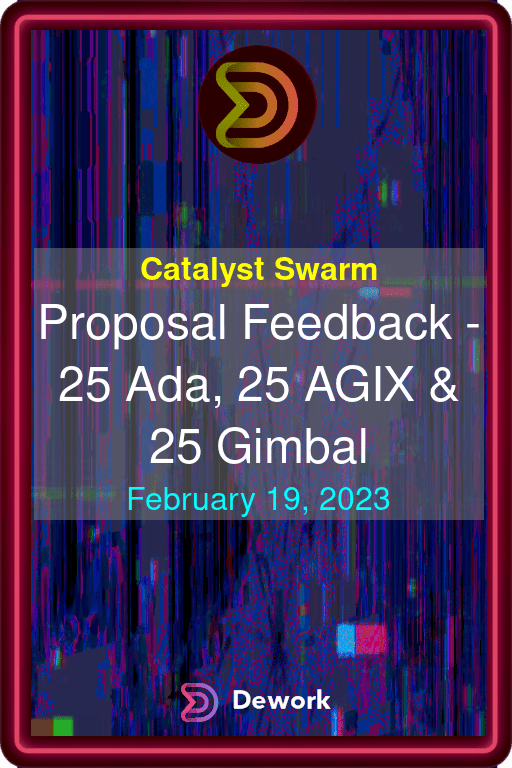 Catalyst Swarm
Proposal Feedback -
25 Ada, 25 AGIX &
25 Gimbal
February 19, 2023
Dework